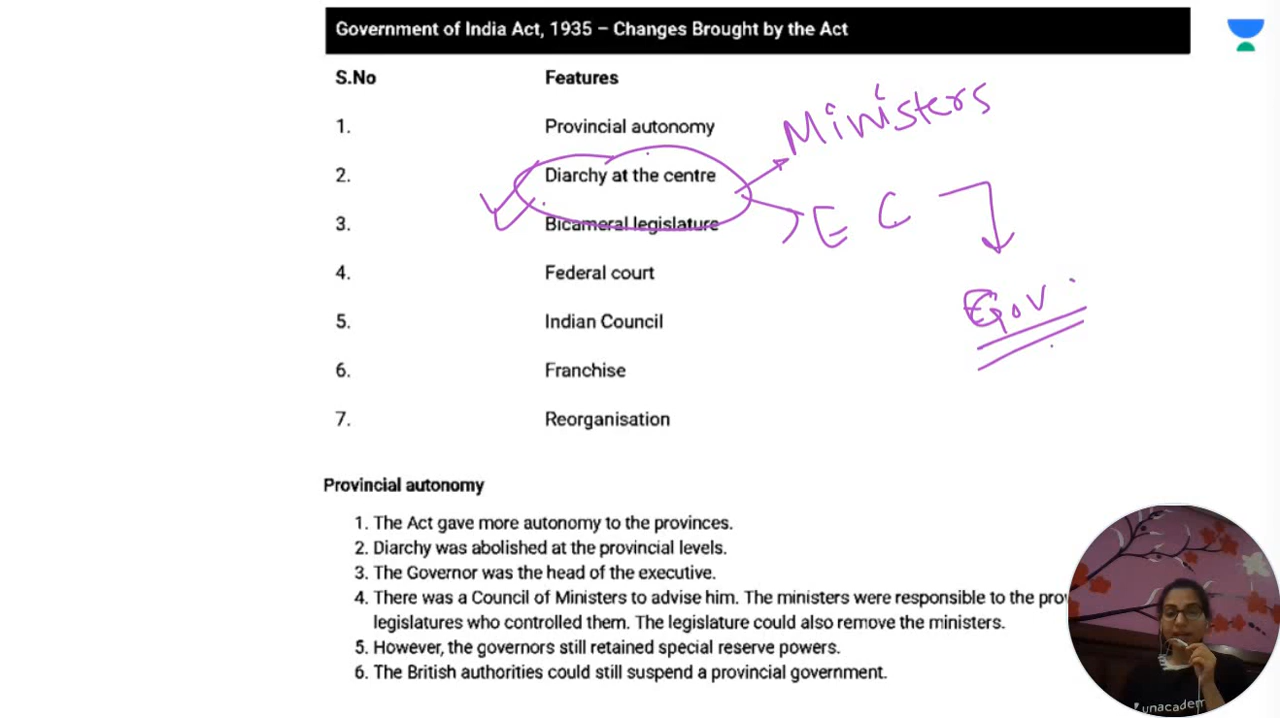 Government of India Act, 1935 – Changes Brought by the Act
S.No Features
1. Provincial autonomy
2. Diarchy at the centre
3. Bicameral legislature
4. Federal court
5. Indian Council
6. Franchise
7. Reorganisation
Ministers
E C
Gov.
Provincial autonomy
1. The Act gave more autonomy to the provinces.
2. Diarchy was abolished at the provincial levels.
3. The Governor was the head of the executive.
4. There was a Council of Ministers to advise him. The ministers were responsible to the
legislatures who controlled them. The legislature could also remove the ministers.
5. However, the governors still retained special reserve powers.
6. The British authorities could still suspend a provincial government.
unacadem